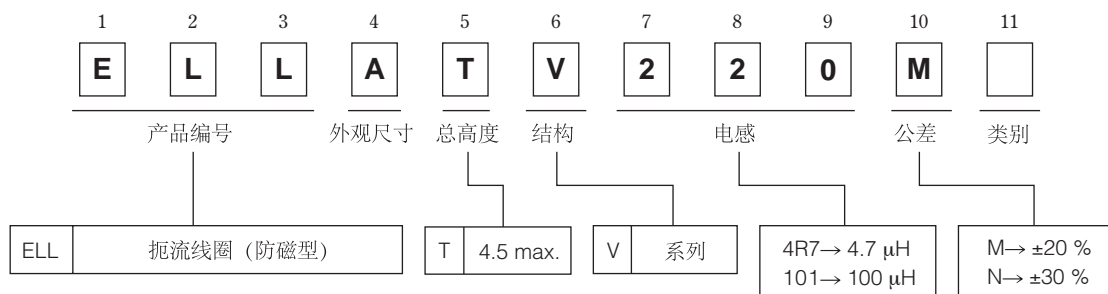 1 2 3 4 5 6 7 8 9 10 11
E L L A T V 2 2 0 M
产品编号 外观尺寸 总高度 结构 电感 公差 类别
ELL 扼流线圈 (防磁型)
T 4.5 max.
V 系列
4R7→ 4.7 μH
101→ 100 μH
M→ ±20 %
N→ ±30 %